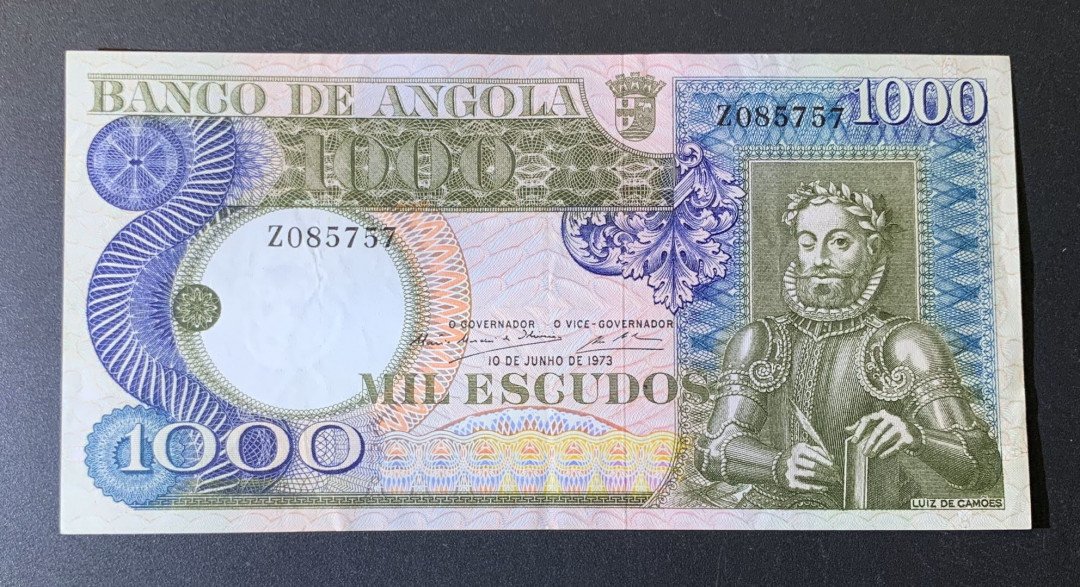 BANCO DE ANGOLA
Z085757 1000
1000
Z085757
O GOVERNADOR O VICE-GOVERNADOR
10 DE JUNHO DE 1973
MIL ESCUDOS
1000
LUIZ DE CAMÕES